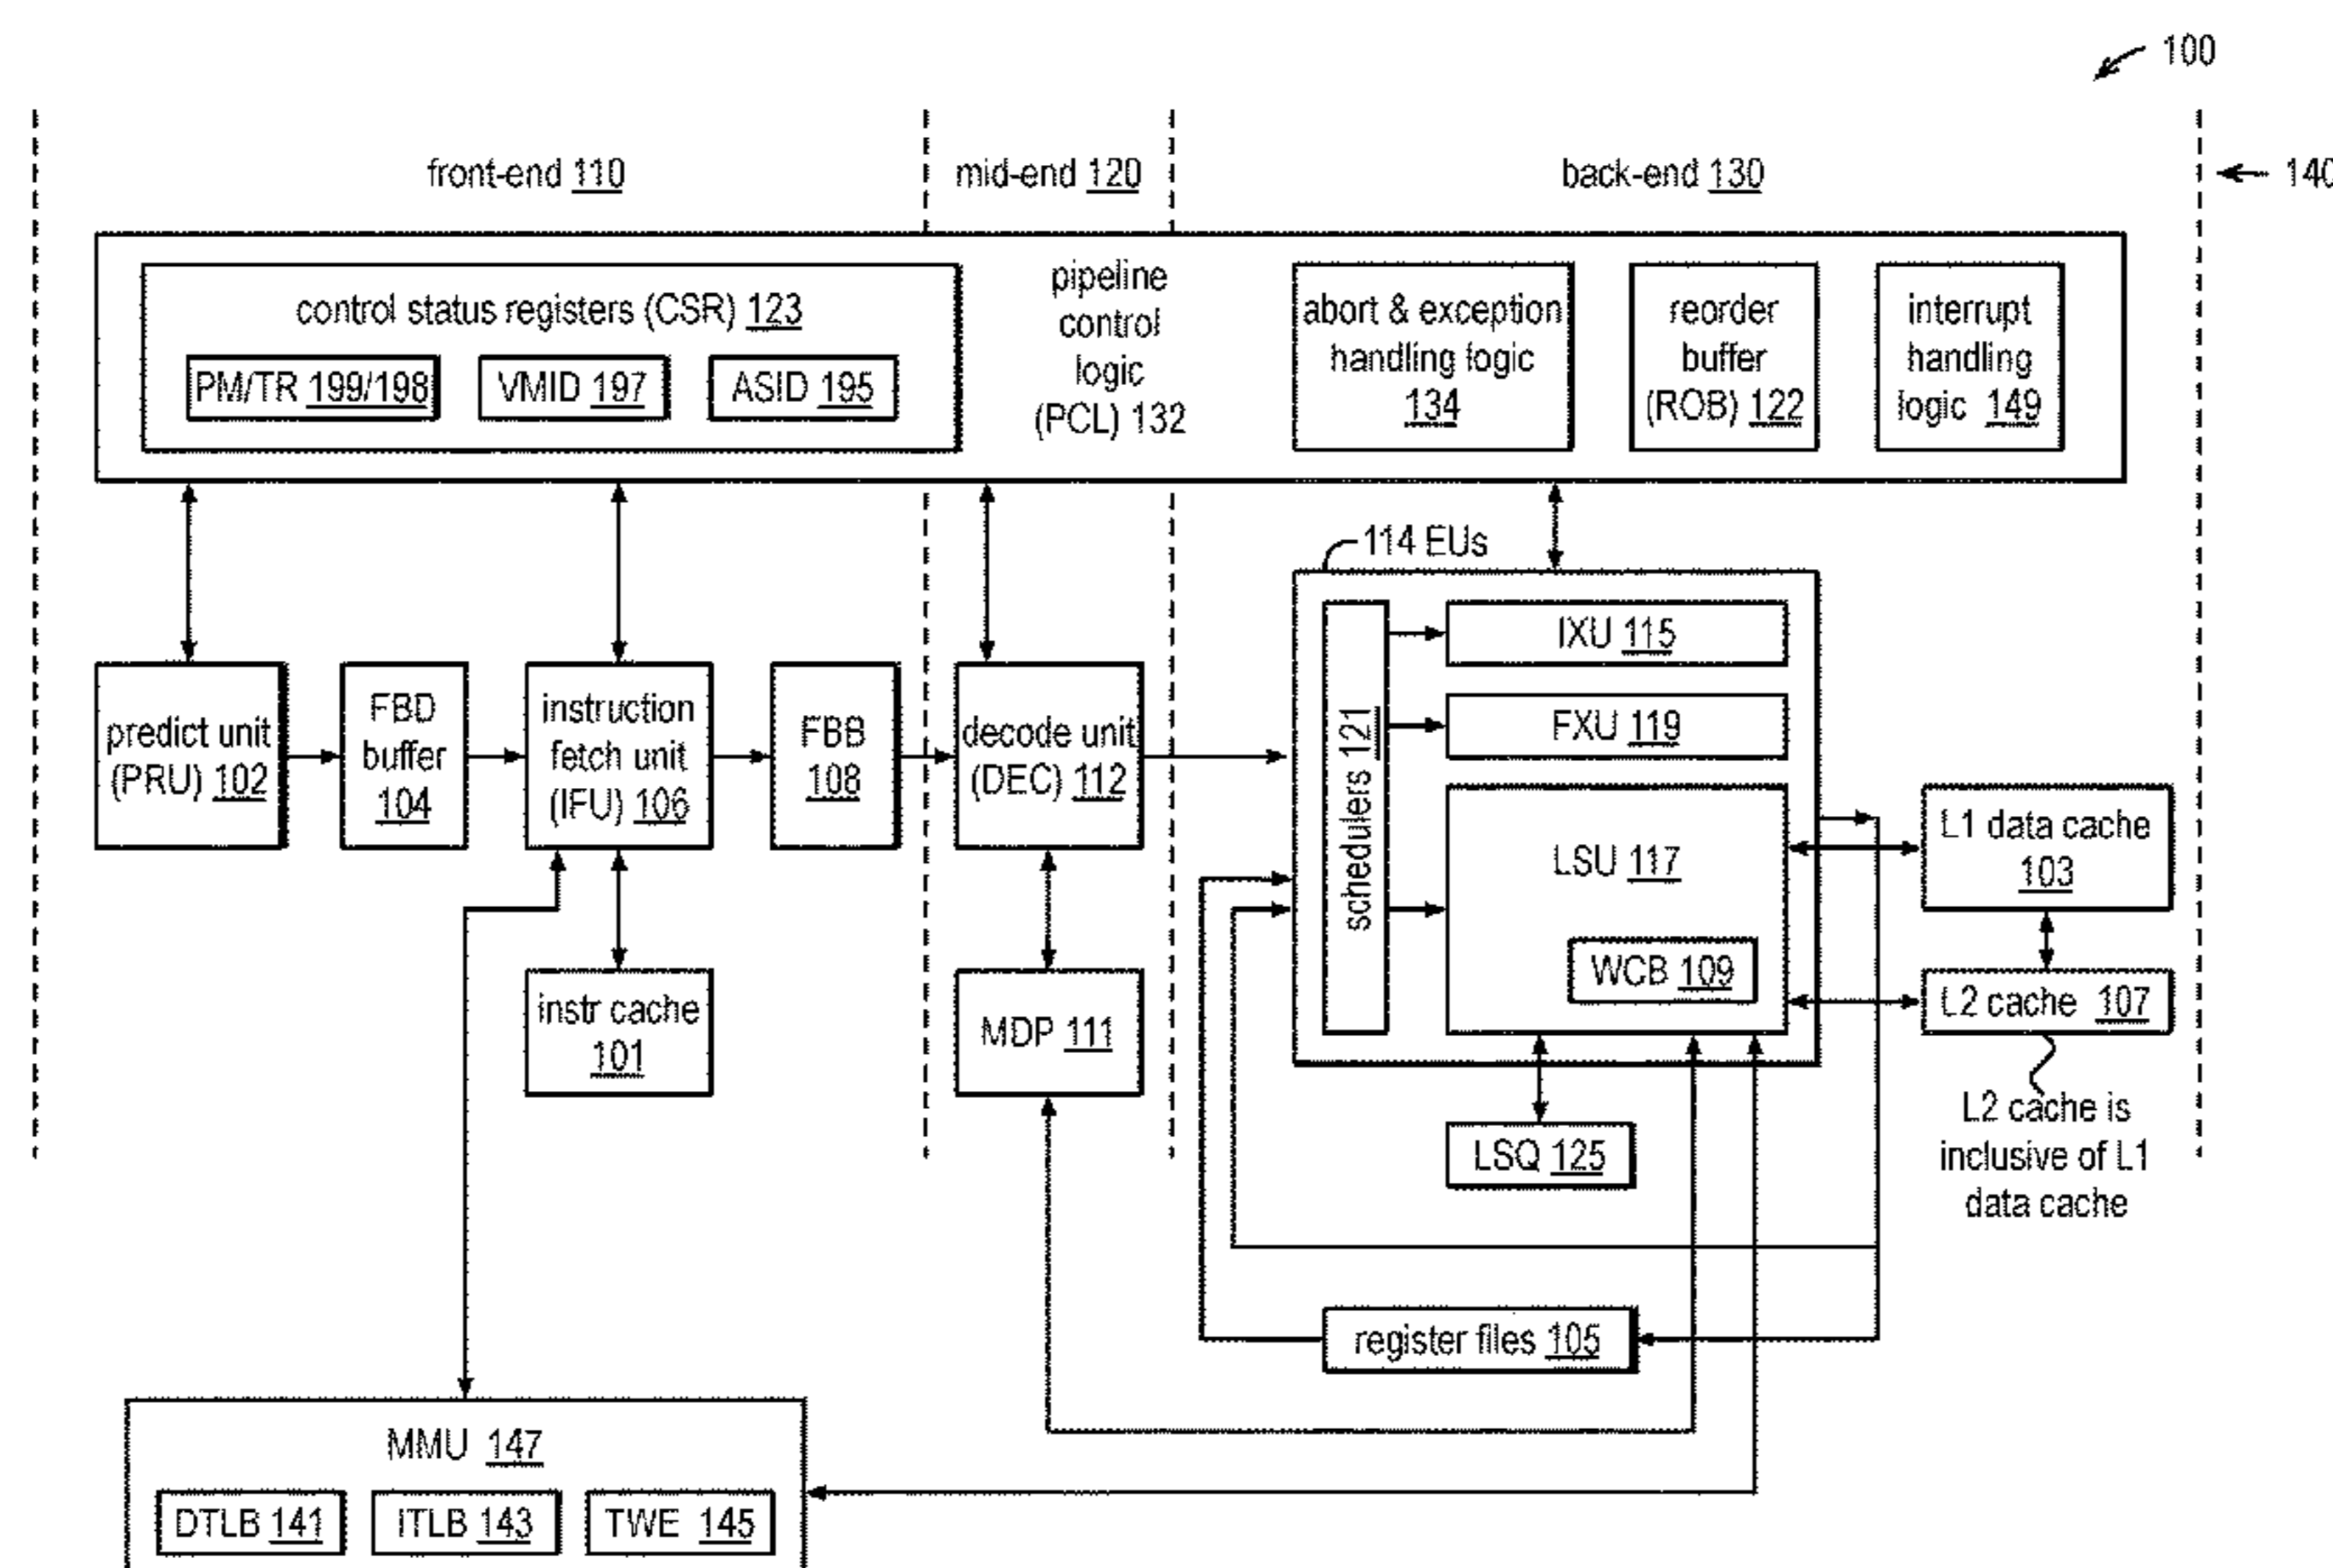 100
front-end 110
mid-end 120
back-end 130
140
control status registers (CSR) 123
PM/TR 199/198
VMID 197
ASID 195
pipeline
control
logic
(PCL) 132
abort & exception
handling logic
134
reorder
buffer
(ROB) 122
interrupt
handling
logic 149
114 EUs
predict unit
(PRU) 102
FBD
buffer
104
instruction
fetch unit
(IFU) 106
FBB
108
decode unit
(DEC) 112
schedulers 121
IXU 115
FXU 119
LSU 117
WCB 109
L1 data cache
103
L2 cache 107
L2 cache is
inclusive of L1
data cache
instr cache
101
MDP 111
LSQ 125
register files 105
MMU 147
DTLB 141
ITLB 143
TWE 145